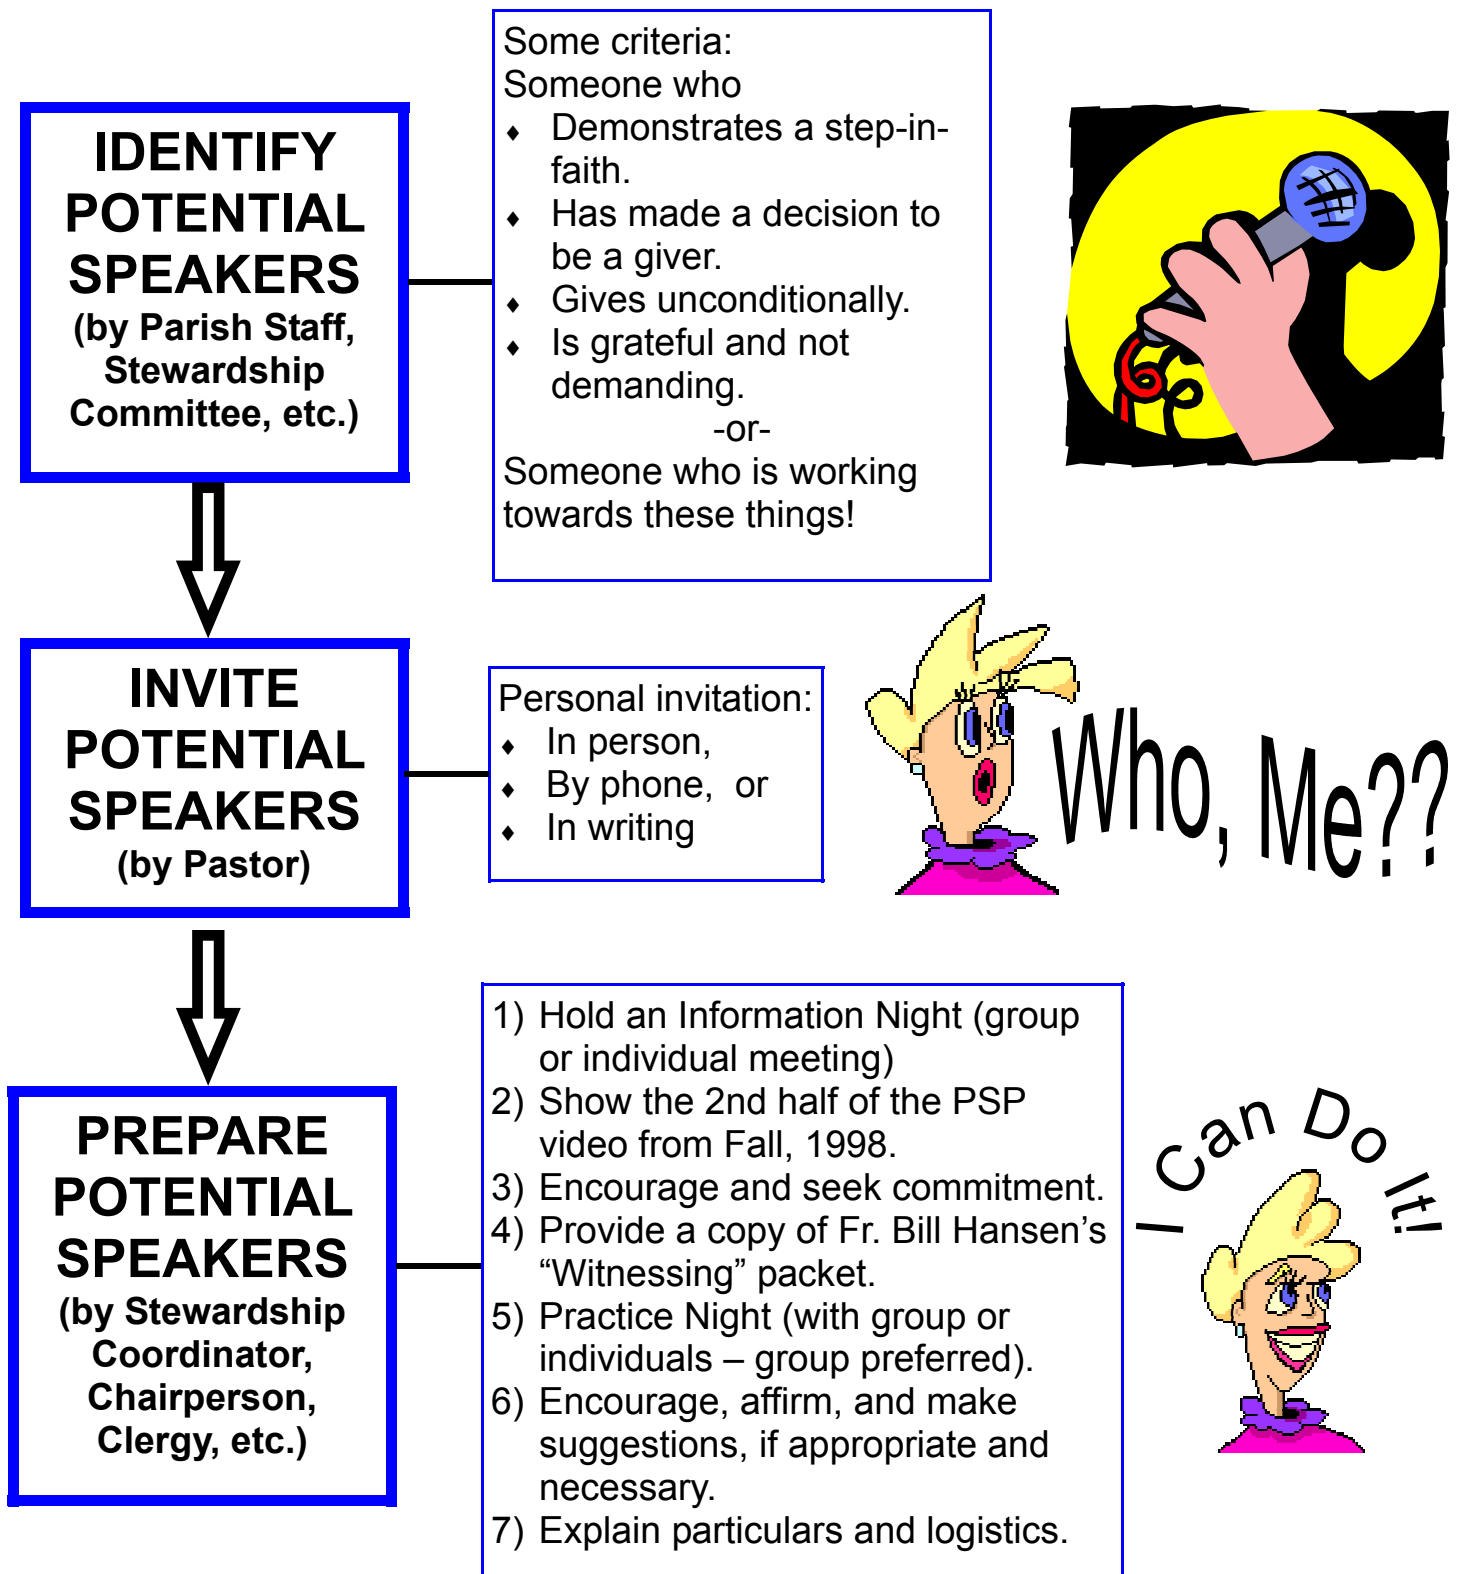 IDENTIFY
POTENTIAL
SPEAKERS
(by Parish Staff,
Stewardship
Committee, etc.)
Some criteria:
Someone who
♦ Demonstrates a step-in-
faith.
♦ Has made a decision to
be a giver.
♦ Gives unconditionally.
♦ Is grateful and not
demanding.
-or-
Someone who is working
towards these things!
INVITE
POTENTIAL
SPEAKERS
(by Pastor)
Personal invitation:
♦ In person,
♦ By phone,  or
♦ In writing
Who, Me??
PREPARE
POTENTIAL
SPEAKERS
(by Stewardship
Coordinator,
Chairperson,
Clergy, etc.)
1) Hold an Information Night (group
or individual meeting)
2) Show the 2nd half of the PSP
video from Fall, 1998.
3) Encourage and seek commitment.
4) Provide a copy of Fr. Bill Hansen’s
“Witnessing” packet.
5) Practice Night (with group or
individuals – group preferred).
6) Encourage, affirm, and make
suggestions, if appropriate and
necessary.
7) Explain particulars and logistics.
I Can Do It!